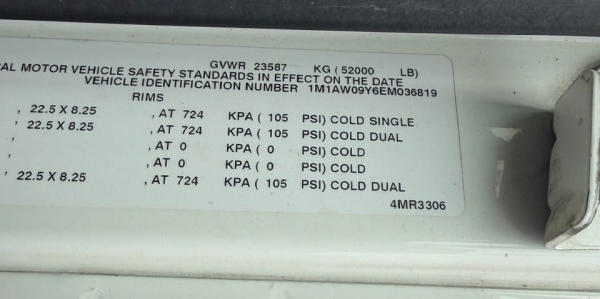 GVWR 23587 KG ( 52000 LB)
AL MOTOR VEHICLE SAFETY STANDARDS IN EFFECT ON THE DATE
VEHICLE IDENTIFICATION NUMBER 1M1AW09Y6EM036819
RIMS
, 22.5 X 8.25 , AT 724 KPA ( 105 PSI) COLD SINGLE
, 22.5 X 8.25 , AT 724 KPA ( 105 PSI) COLD DUAL
, , AT 0 KPA ( 0 PSI) COLD
, , AT 0 KPA ( 0 PSI) COLD
, 22.5 X 8.25 , AT 724 KPA ( 105 PSI) COLD DUAL
4MR3306